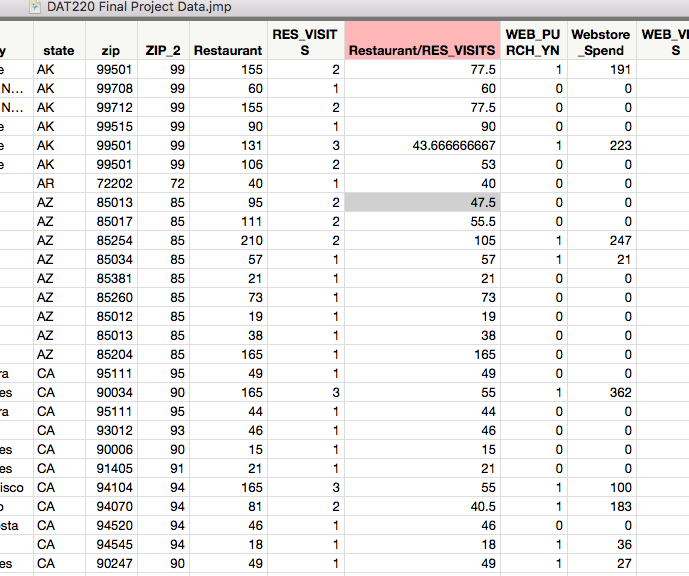 DAT220 Final Project Data.jmp
y state zip ZIP_2 Restaurant RES_VISITS Restaurant/RES_VISITS WEB_PURCH_YN Webstore_Spend WEB_VI S
e AK 99501 99 155 2 77.5 1 191
N... AK 99708 99 60 1 60 0 0
N... AK 99712 99 155 2 77.5 0 0
e AK 99515 99 90 1 90 0 0
e AK 99501 99 131 3 43.666666667 1 223
e AK 99501 99 106 2 53 0 0
AR 72202 72 40 1 40 0 0
AZ 85013 85 95 2 47.5 0 0
AZ 85017 85 111 2 55.5 0 0
AZ 85254 85 210 2 105 1 247
AZ 85034 85 57 1 57 1 21
AZ 85381 85 21 1 21 0 0
AZ 85260 85 73 1 73 0 0
AZ 85012 85 19 1 19 0 0
AZ 85013 85 38 1 38 0 0
AZ 85204 85 165 1 165 0 0
ra CA 95111 95 49 1 49 0 0
es CA 90034 90 165 3 55 1 362
ra CA 95111 95 44 1 44 0 0
CA 93012 93 46 1 46 0 0
es CA 90006 90 15 1 15 0 0
es CA 91405 91 21 1 21 0 0
isco CA 94104 94 165 3 55 1 100
o CA 94070 94 81 2 40.5 1 183
sta CA 94520 94 46 1 46 0 0
CA 94545 94 18 1 18 1 36
es CA 90247 90 49 1 49 1 27